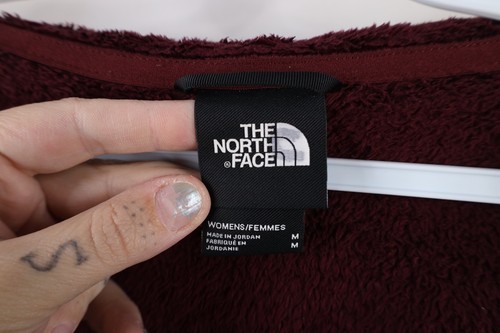 THE
NORTH
®FACE
WOMENS/FEMMES
MADE IN JORDAN M
FABRIQUÉ EN M
JORDANIE
S